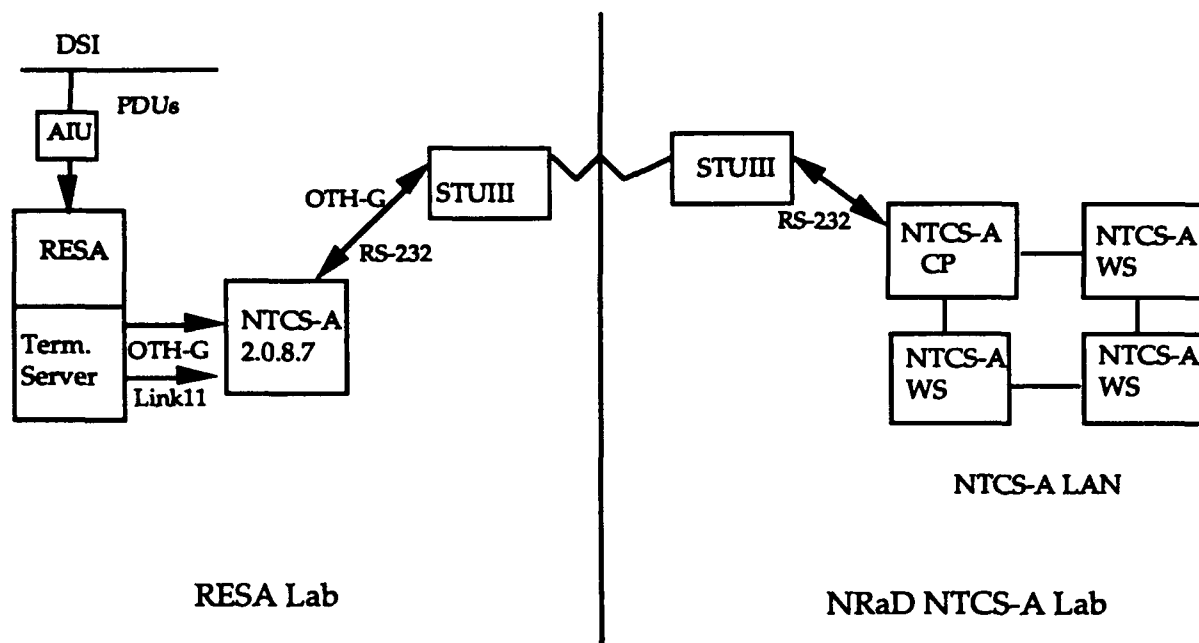 DSI
PDUs
AIU
RESA
Term.
Server
OTH-G
Link11
NTCS-A
2.0.8.7
OTH-G
RS-232
STUIII
STUIII
RS-232
NTCS-A
CP
NTCS-A
WS
NTCS-A
WS
NTCS-A
WS
NTCS-A LAN
RESA Lab
NRaD NTCS-A Lab